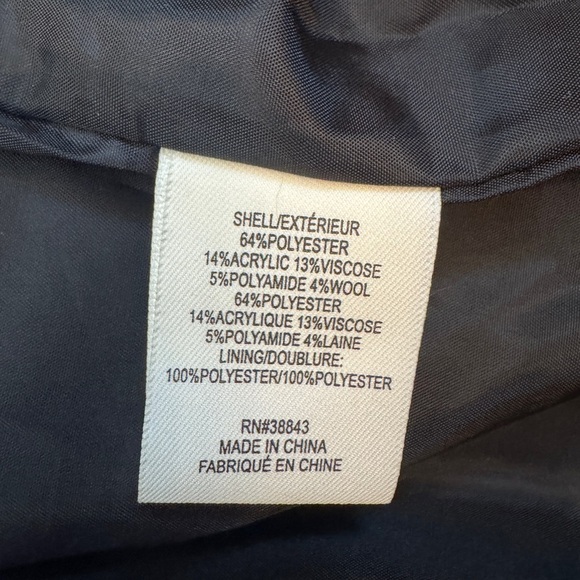 SHELL/EXTÉRIEUR
64%POLYESTER
14%ACRYLIC 13%VISCOSE
5%POLYAMIDE 4%WOOL
64%POLYESTER
14%ACRYLIQUE 13%VISCOSE
5%POLYAMIDE 4%LAINE
LINING/DOUBLURE:
100%POLYESTER/100%POLYESTER
RN#38843
MADE IN CHINA
FABRIQUÉ EN CHINE